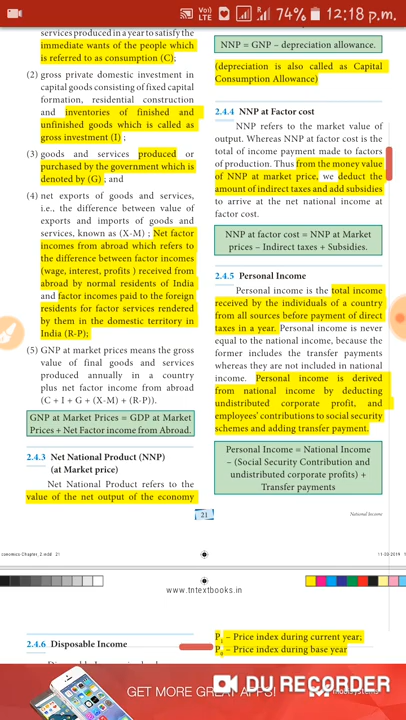 Vo) LTE 74% 12:18 p.m.
services produced in a year to satisfy the
immediate wants of the people which
is referred to as consumption (C);
(2) gross private domestic investment in
capital goods consisting of fixed capital
formation, residential construction
and inventories of finished and
unfinished goods which is called as
gross investment (I) ;
(3) goods and services produced or
purchased by the government which is
denoted by (G) ; and
(4) net exports of goods and services,
i.e., the difference between value of
exports and imports of goods and
services, known as (X-M) ; Net factor
incomes from abroad which refers to
the difference between factor incomes
(wage, interest, profits ) received from
abroad by normal residents of India
and factor incomes paid to the foreign
residents for factor services rendered
by them in the domestic territory in
India (R-P);
(5) GNP at market prices means the gross
value of final goods and services
produced annually in a country
plus net factor income from abroad
(C + I + G + (X-M) + (R-P)).
GNP at Market Prices = GDP at Market
Prices + Net Factor income from Abroad.
2.4.3 Net National Product (NNP)
(at Market price)
Net National Product refers to the
value of the net output of the economy
NNP = GNP – depreciation allowance.
(depreciation is also called as Capital
Consumption Allowance)
2.4.4 NNP at Factor cost
NNP refers to the market value of
output. Whereas NNP at factor cost is the
total of income payment made to factors
of production. Thus from the money value
of NNP at market price, we deduct the
amount of indirect taxes and add subsidies
to arrive at the net national income at
factor cost.
NNP at factor cost = NNP at Market
prices – Indirect taxes + Subsidies.
2.4.5 Personal Income
Personal income is the total income
received by the individuals of a country
from all sources before payment of direct
taxes in a year. Personal income is never
equal to the national income, because the
former includes the transfer payments
whereas they are not included in national
income. Personal income is derived
from national income by deducting
undistributed corporate profit, and
employees' contributions to social security
schemes and adding transfer payment.
Personal Income = National Income
– (Social Security Contribution and
undistributed corporate profits) +
Transfer payments
21
National Income
conomics-Chapter_2.indd 21
www.tntextbooks.in
2.4.6 Disposable Income
P1 – Price index during current year;
P0 – Price index during base year
GET MORE GREAT APPS!
DU RECORDER